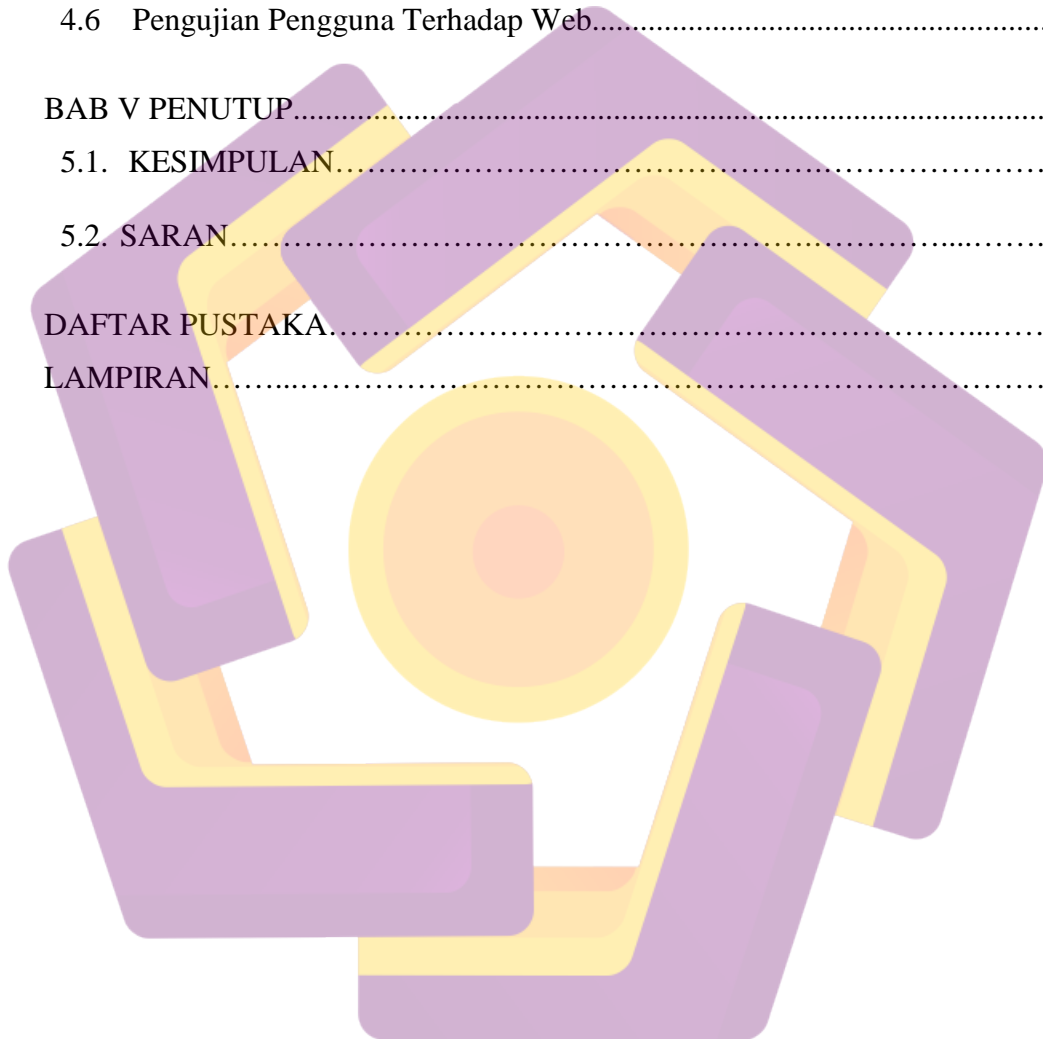 4.6 Pengujian Pengguna Terhadap Web..........................................................
BAB V PENUTUP...............................................................................................
5.1. KESIMPULAN……………………………………………………………………
5.2. SARAN….……………………………………………………………....…….
DAFTAR PUSTAKA……………………………………………………………...……
LAMPIRAN……...……………………………………………………………………